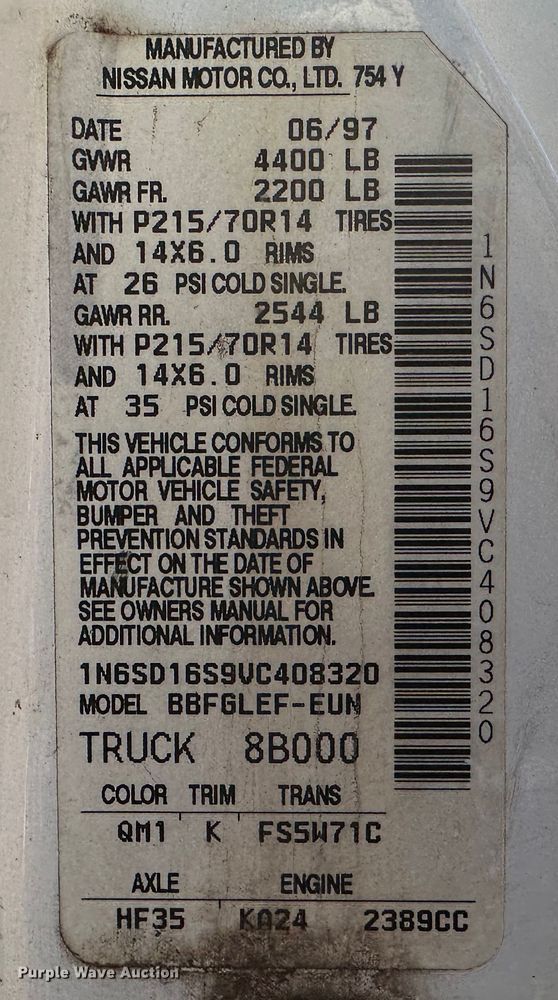 MANUFACTURED BY
NISSAN MOTOR CO., LTD. 754 Y
DATE 06/97
GVWR 4400 LB
GAWR FR. 2200 LB
WITH P215/70R14 TIRES
AND 14X6.0 RIMS
AT 26 PSI COLD SINGLE.
GAWR RR. 2544 LB
WITH P215/70R14 TIRES
AND 14X6.0 RIMS
AT 35 PSI COLD SINGLE.
THIS VEHICLE CONFORMS TO
ALL APPLICABLE FEDERAL
MOTOR VEHICLE SAFETY,
BUMPER AND THEFT
PREVENTION STANDARDS IN
EFFECT ON THE DATE OF
MANUFACTURE SHOWN ABOVE.
SEE OWNERS MANUAL FOR
ADDITIONAL INFORMATION.
1N6SD16S9VC408320
MODEL BBFGLEF-EUN
TRUCK 8B000
COLOR TRIM TRANS
QM1 K FS5W71C
AXLE ENGINE
HF35 KA24 2389CC
1N6SD16S9VC408320
Purple Wave Auction